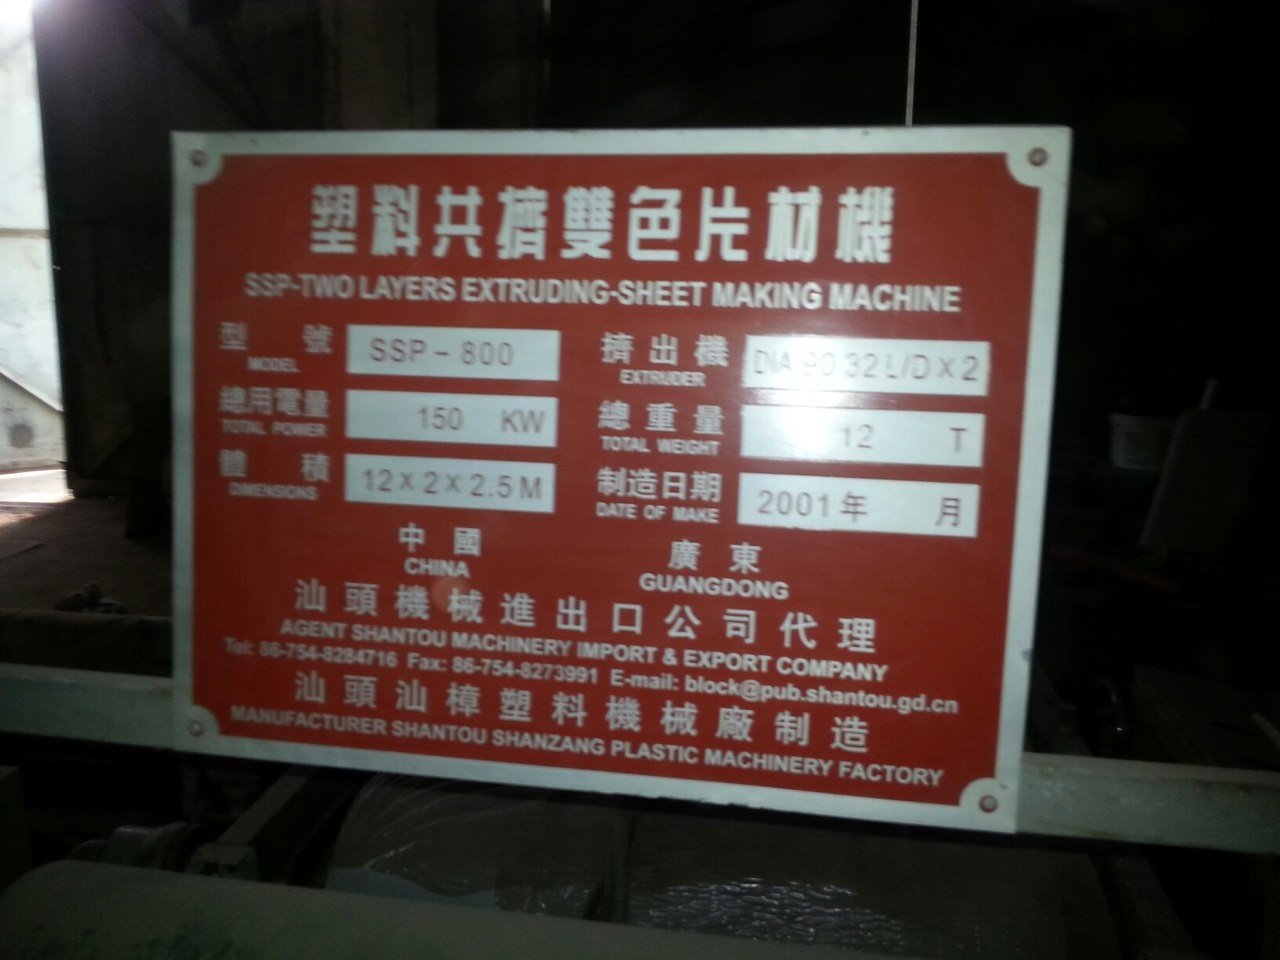 塑料共擠雙色片材機
SSP-TWO LAYERS EXTRUDING-SHEET MAKING MACHINE
型號 SSP-800 擠出機 DIA 90 32 L/D×2
MODEL EXTRUDER
總用電量 150 KW 總重量 12 T
TOTAL POWER TOTAL WEIGHT
體積 12×2×2.5M 制造日期 2001年 月
DIMENSIONS DATE OF MAKE
中國 廣東
CHINA GUANGDONG
汕頭機械進出口公司代理
AGENT SHANTOU MACHINERY IMPORT & EXPORT COMPANY
Tel: 86-754-8284716 Fax: 86-754-8273991 E-mail: block@pub.shantou.gd.cn
汕頭汕樟塑料機械廠制造
MANUFACTURER SHANTOU SHANZANG PLASTIC MACHINERY FACTORY